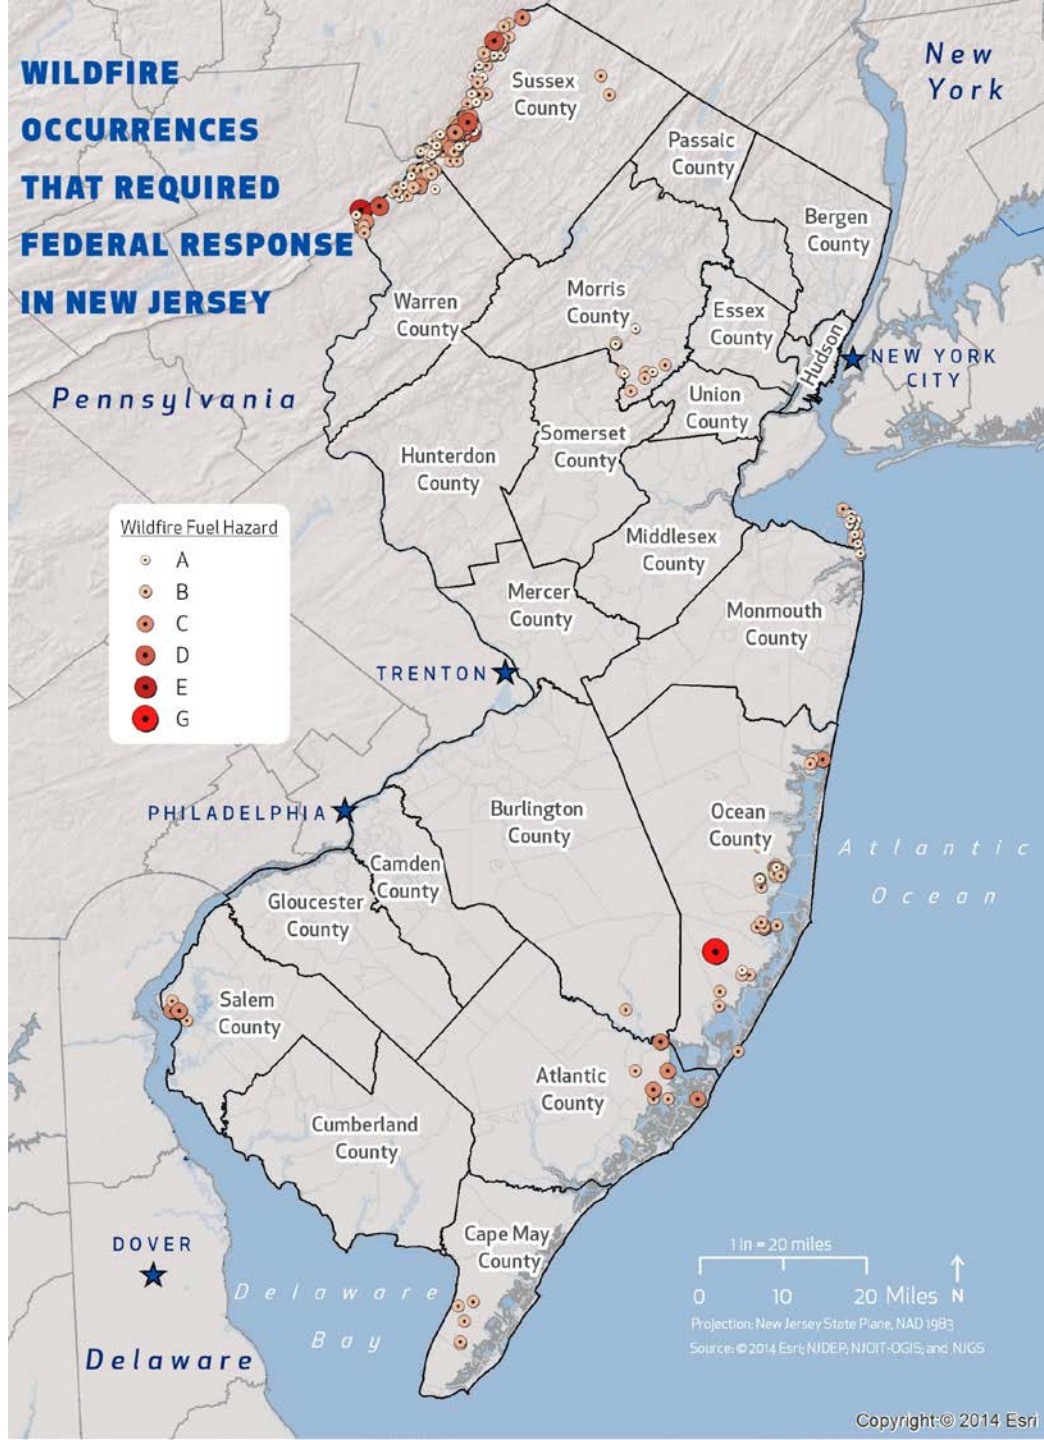 WILDFIRE
OCCURRENCES
THAT REQUIRED
FEDERAL RESPONSE
IN NEW JERSEY
New
York
Sussex
County
Passaic
County
Bergen
County
Warren
County
Morris
County
Essex
County
Hudson
NEW YORK
CITY
Pennsylvania
Union
County
Somerset
County
Hunterdon
County
Middlesex
County
Wildfire Fuel Hazard
A
B
C
D
E
G
Mercer
County
Monmouth
County
TRENTON
PHILADELPHIA
Burlington
County
Ocean
County
Atlantic
Ocean
Camden
County
Gloucester
County
Salem
County
Atlantic
County
Cumberland
County
Cape May
County
DOVER
Delaware
Bay
Delaware
1 in = 20 miles
0 10 20 Miles N
Projection: New Jersey State Plane, NAD 1983
Source: © 2014 Esri; NJDEP; NJOIT-OGIS; and NJGS
Copyright:© 2014 Esri